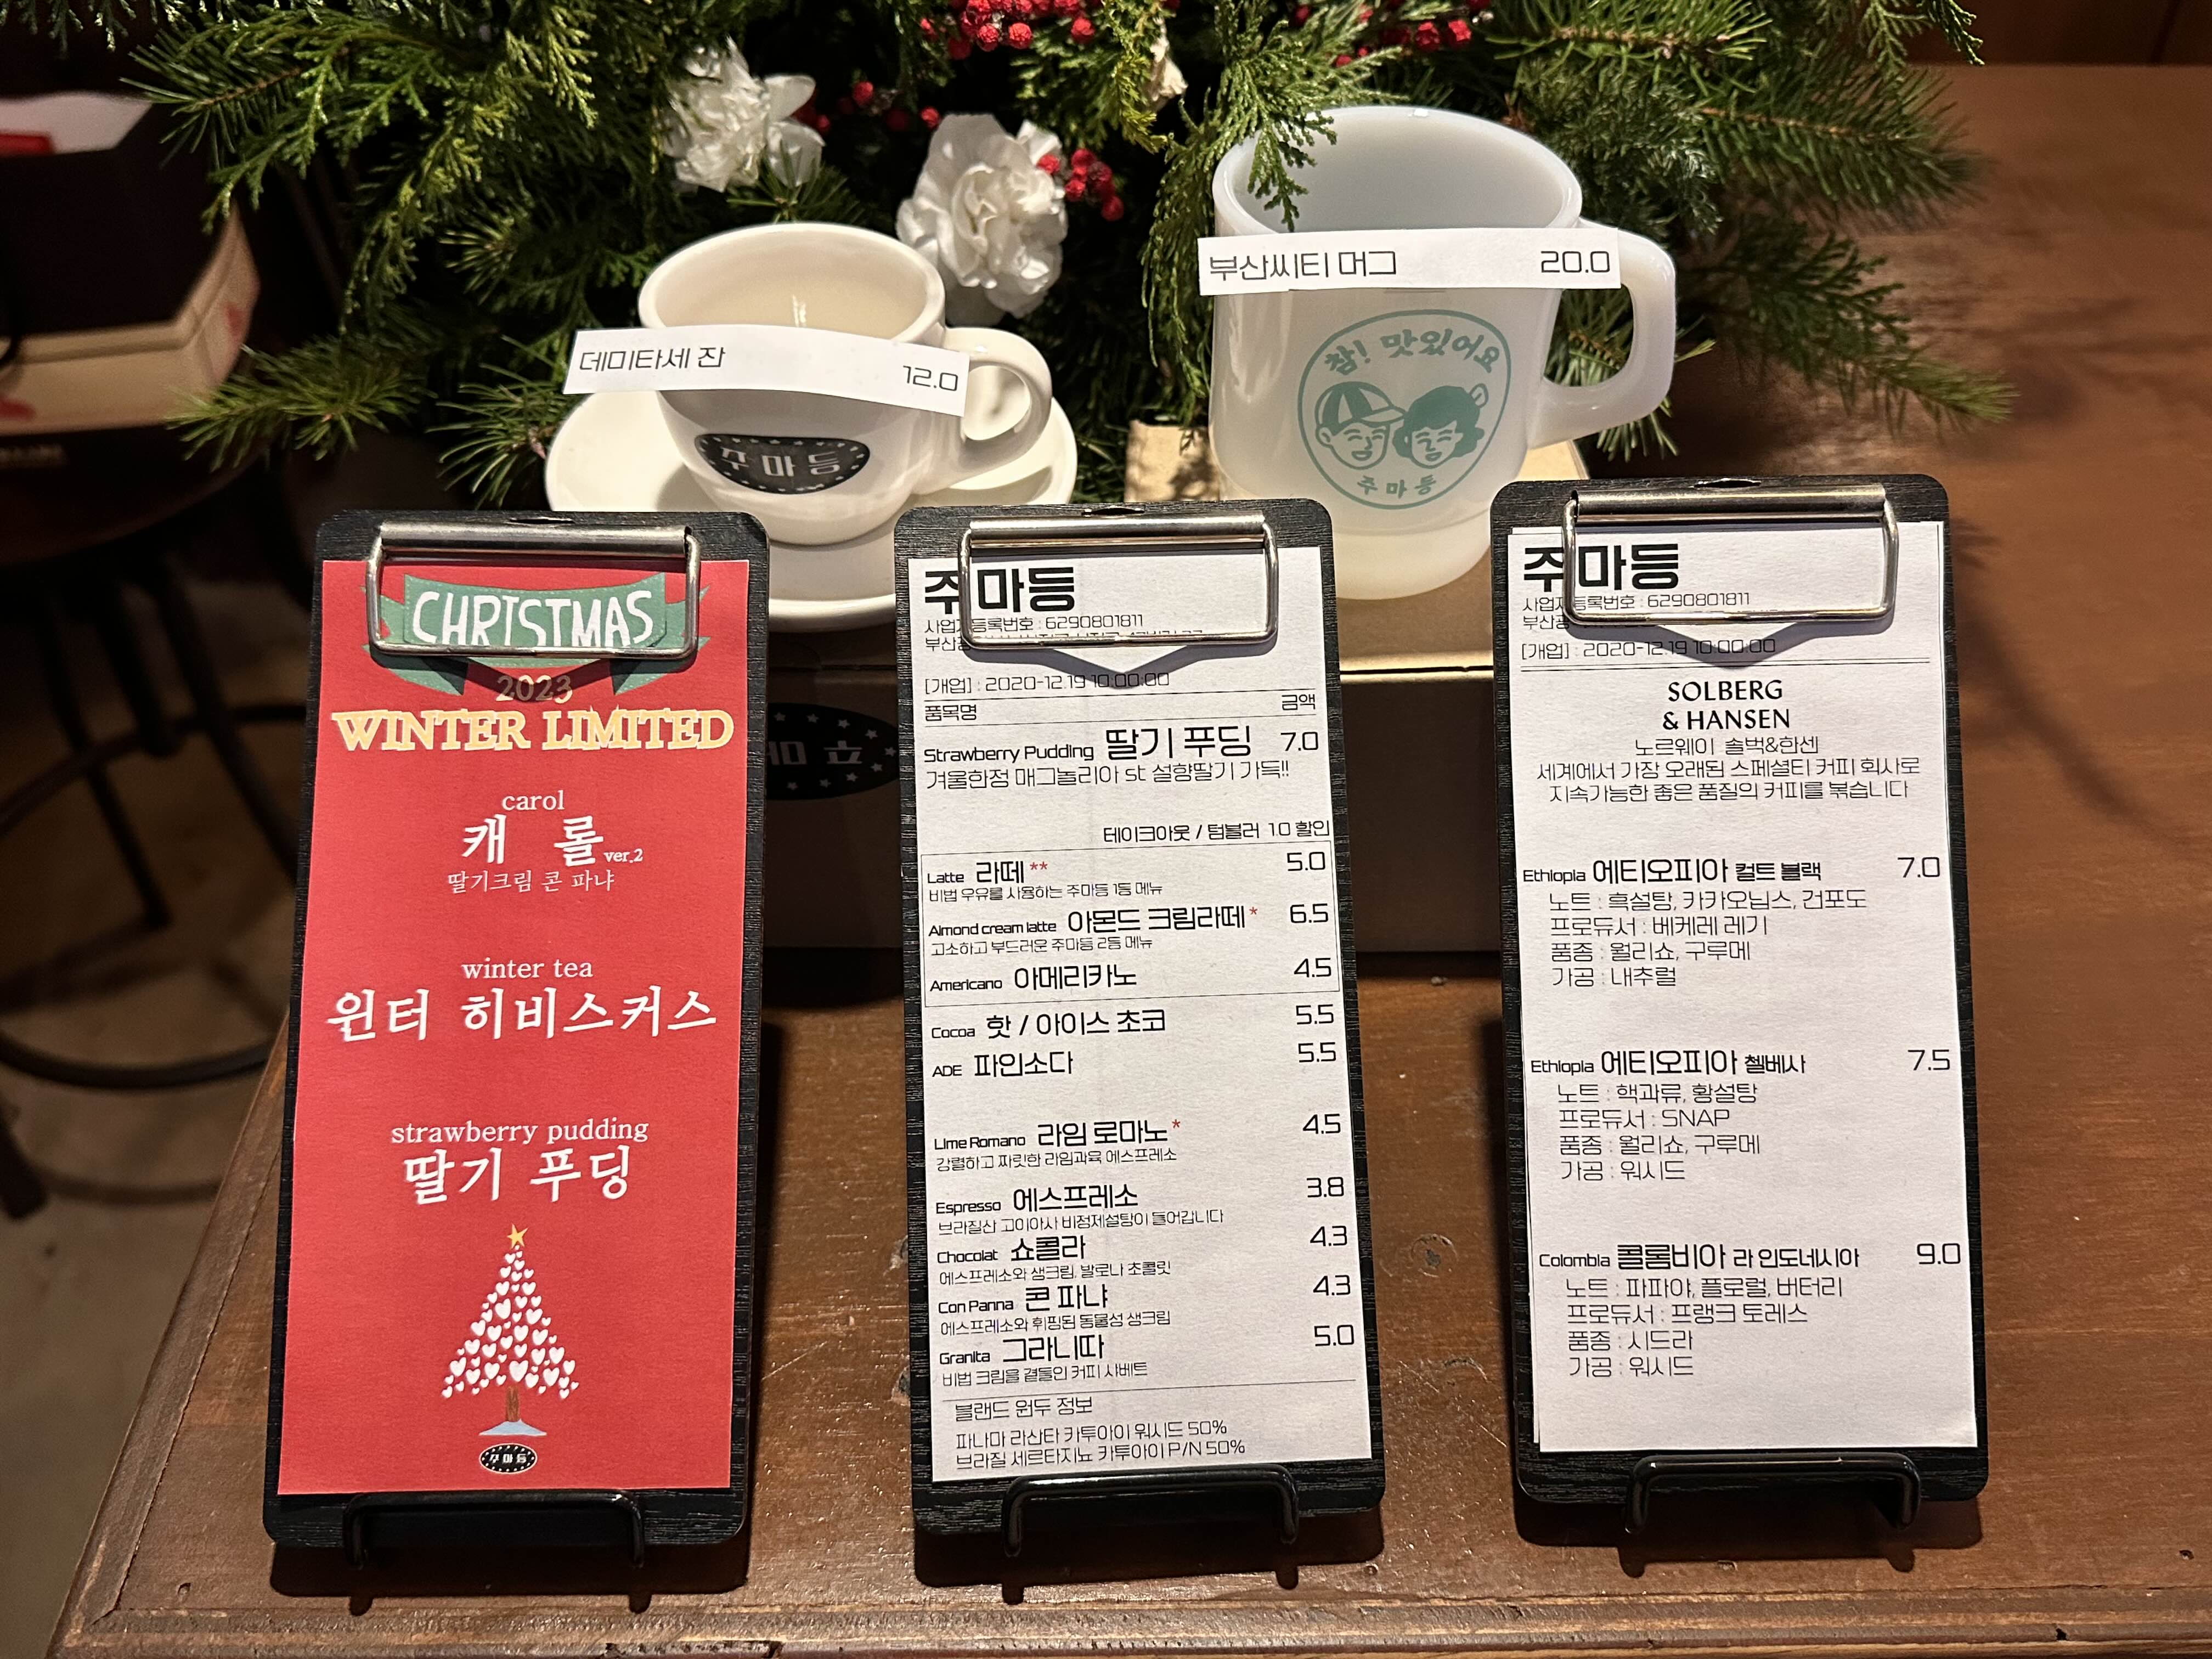 부산씨티 머그 20.0
참! 맛있어요
주마등
데미타세 잔 12.0
주마등
CHRISTMAS
2023
WINTER LIMITED
carol
캐 롤 ver.2
딸기크림 콘 파냐
winter tea
윈터 히비스커스
strawberry pudding
딸기 푸딩
주마등
주마등
사업자등록번호 : 6290801811
[개업] : 2020-12.19 10:00:00
품목명 금액
Strawberry Pudding 딸기 푸딩 7.0
겨울한정 매그놀리아 st 설향딸기 가득!!
테이크아웃 / 텀블러 1.0 할인
Latte 라떼** 5.0
비법 우유를 사용하는 주마등 1등 메뉴
Almond cream latte 아몬드 크림라떼* 6.5
고소하고 부드러운 주마등 2등 메뉴
Americano 아메리카노 4.5
Cocoa 핫 / 아이스 초코 5.5
ADE 파인소다 5.5
Lime Romano 라임 로마노* 4.5
강렬하고 짜릿한 라임과육 에스프레소
Espresso 에스프레소 3.8
브라질산 고이아사 비정제설탕이 들어갑니다
Chocolat 쇼콜라 4.3
에스프레소와 생크림, 발로나 초콜릿
Con Panna 콘 파냐 4.3
에스프레소와 휘핑된 동물성 생크림
Granita 그라니따 5.0
비법 크림을 곁들인 커피 샤베트
블랜드 원두 정보
파나마 라산타 카투아이 워시드 50%
브라질 세르타지뇨 카투아이 P/N 50%
주마등
사업자등록번호 : 6290801811
[개업] : 2020-12.19 10:00:00
SOLBERG
& HANSEN
노르웨이 솔벅&한센
세계에서 가장 오래된 스페셜티 커피 회사로
지속가능한 좋은 품질의 커피를 볶습니다
Ethiopia 에티오피아 컬트 블랙 7.0
노트 : 흑설탕, 카카오닙스, 건포도
프로듀서 : 베케레 레기
품종 : 월리쇼, 구루메
가공 : 내추럴
Ethiopia 에티오피아 첼베사 7.5
노트 : 핵과류, 황설탕
프로듀서 : SNAP
품종 : 월리쇼, 구루메
가공 : 워시드
Colombia 콜롬비아 라 인도네시아 9.0
노트 : 파파야, 플로럴, 버터리
프로듀서 : 프랭크 토레스
품종 : 시드라
가공 : 워시드